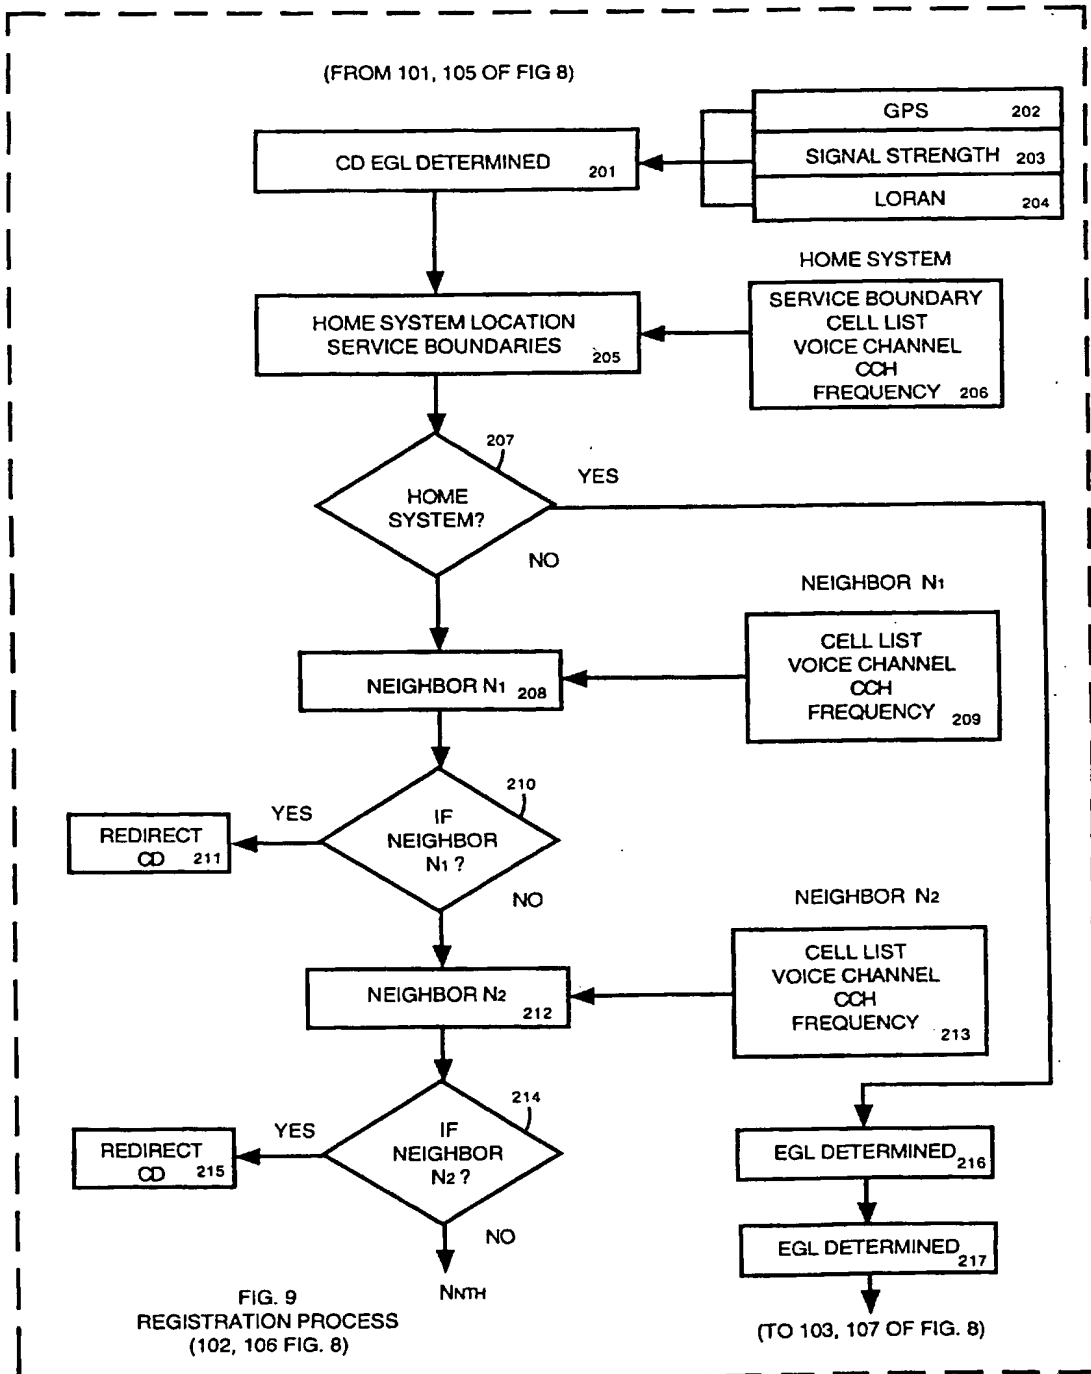 (FROM 101, 105 OF FIG 8)
GPS 202
CD EGL DETERMINED 201
SIGNAL STRENGTH 203
LORAN 204
HOME SYSTEM
HOME SYSTEM LOCATION
SERVICE BOUNDARIES 205
SERVICE BOUNDARY
CELL LIST
VOICE CHANNEL
CCH
FREQUENCY 206
207
YES
HOME
SYSTEM?
NO
NEIGHBOR N1
NEIGHBOR N1 208
CELL LIST
VOICE CHANNEL
CCH
FREQUENCY 209
210
YES
IF
NEIGHBOR
N1 ?
REDIRECT
CD 211
NO
NEIGHBOR N2
NEIGHBOR N2
212
CELL LIST
VOICE CHANNEL
CCH
FREQUENCY 213
214
YES
IF
NEIGHBOR
N2 ?
REDIRECT
CD 215
NO
EGL DETERMINED 216
EGL DETERMINED 217
NNTH
FIG. 9
REGISTRATION PROCESS
(102, 106 FIG. 8)
(TO 103, 107 OF FIG. 8)